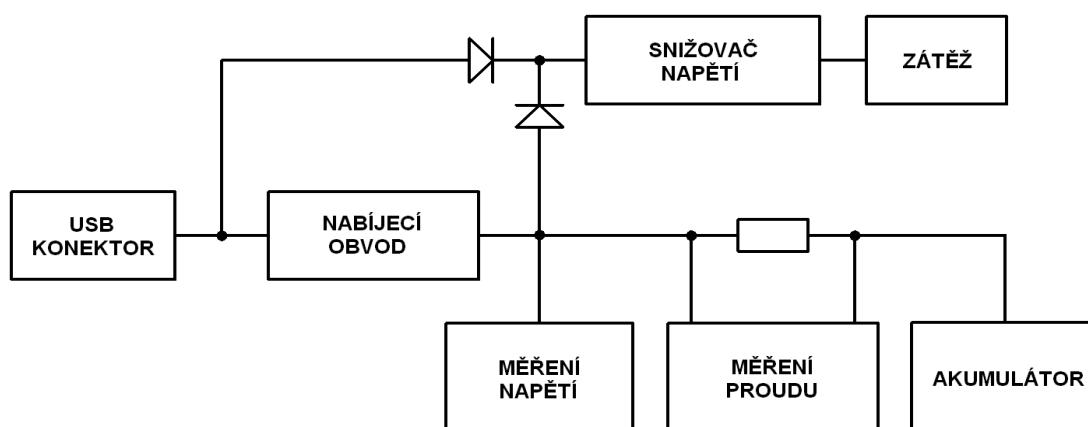 SNIŽOVAČ
NAPĚTÍ
ZÁTĚŽ
USB
KONEKTOR
NABÍJECÍ
OBVOD
MĚŘENÍ
NAPĚTÍ
MĚŘENÍ
PROUDU
AKUMULÁTOR